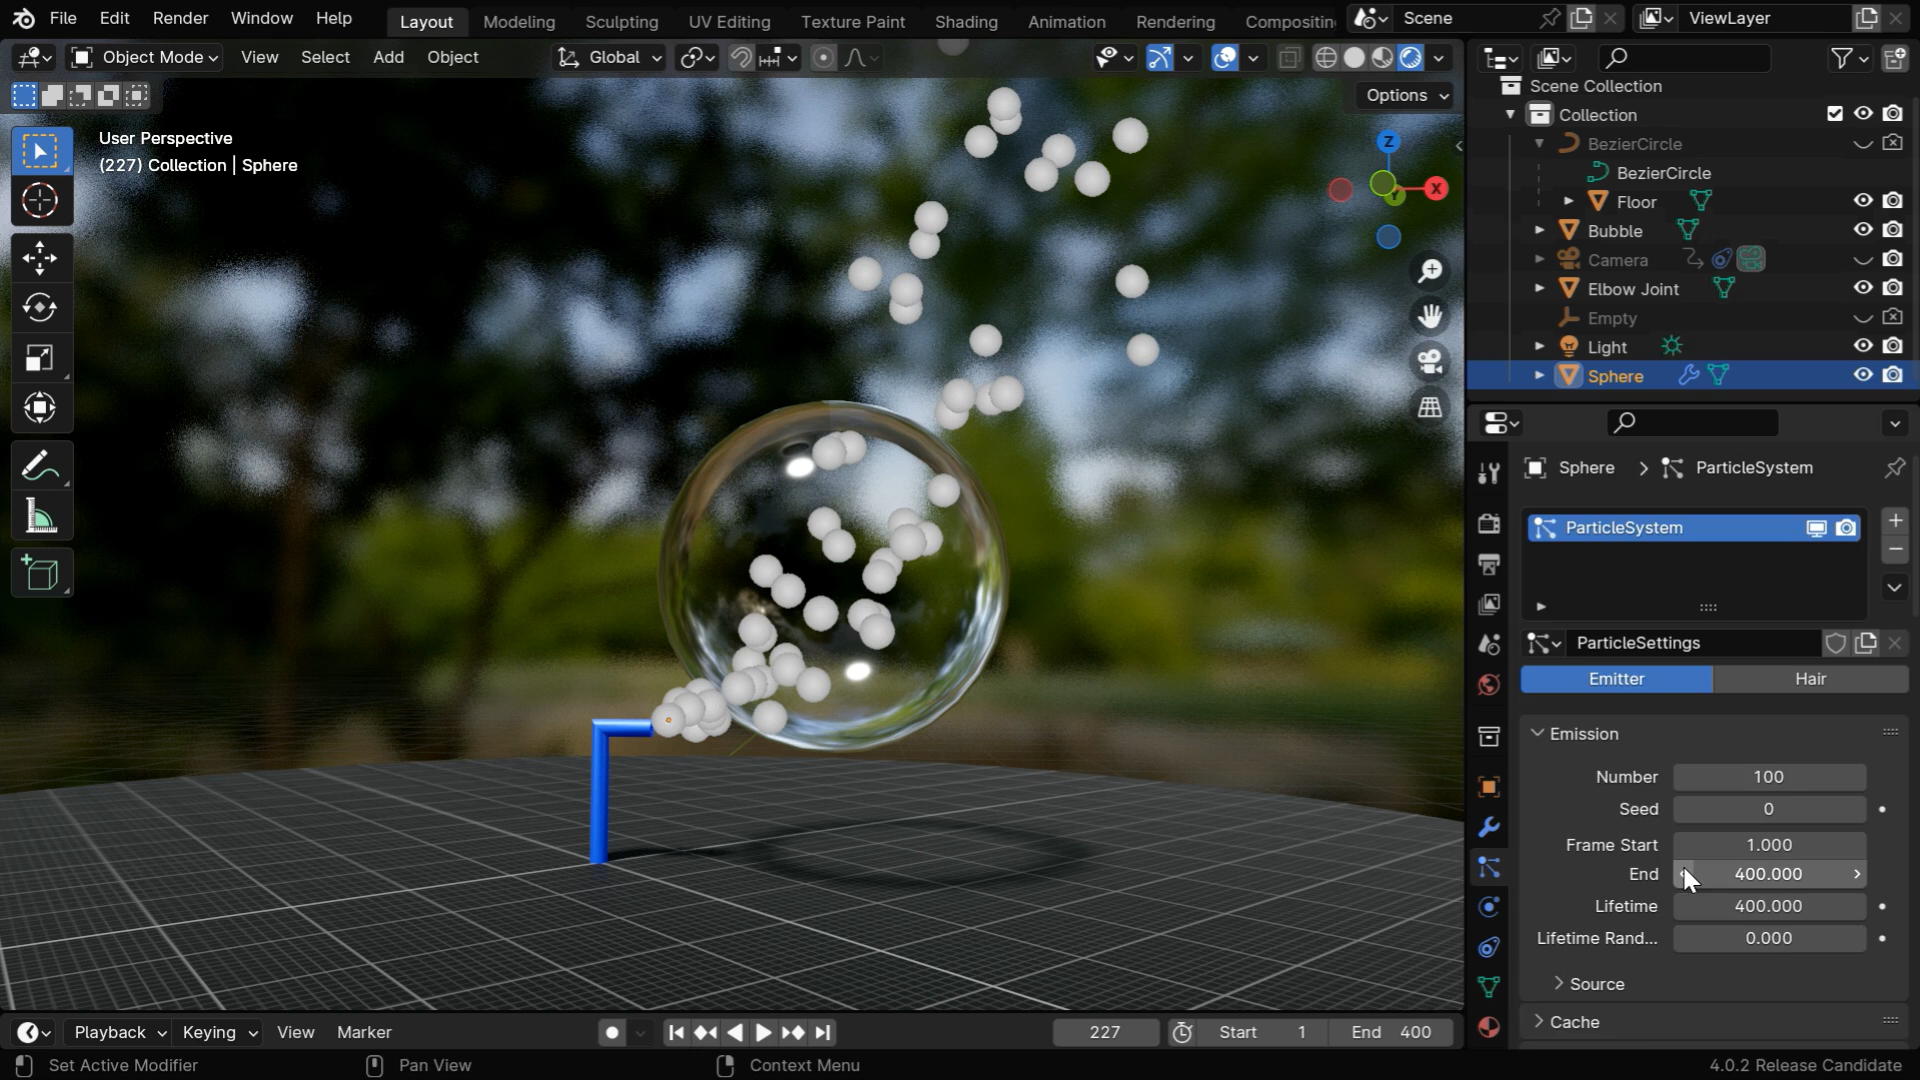 File Edit Render Window Help Layout Modeling Sculpting UV Editing Texture Paint Shading Animation Rendering Compositin Scene ViewLayer
Object Mode View Select Add Object Global
Options
User Perspective
(227) Collection | Sphere
Z
X
Y
Scene Collection
Collection
BezierCircle
BezierCircle
Floor
Bubble
Camera
Elbow Joint
Empty
Light
Sphere
Sphere > ParticleSystem
ParticleSystem
ParticleSettings
Emitter Hair
Emission
Number 100
Seed 0
Frame Start 1.000
End 400.000
Lifetime 400.000
Lifetime Rand... 0.000
Source
Cache
Playback Keying View Marker 227 Start 1 End 400
Set Active Modifier Pan View Context Menu 4.0.2 Release Candidate